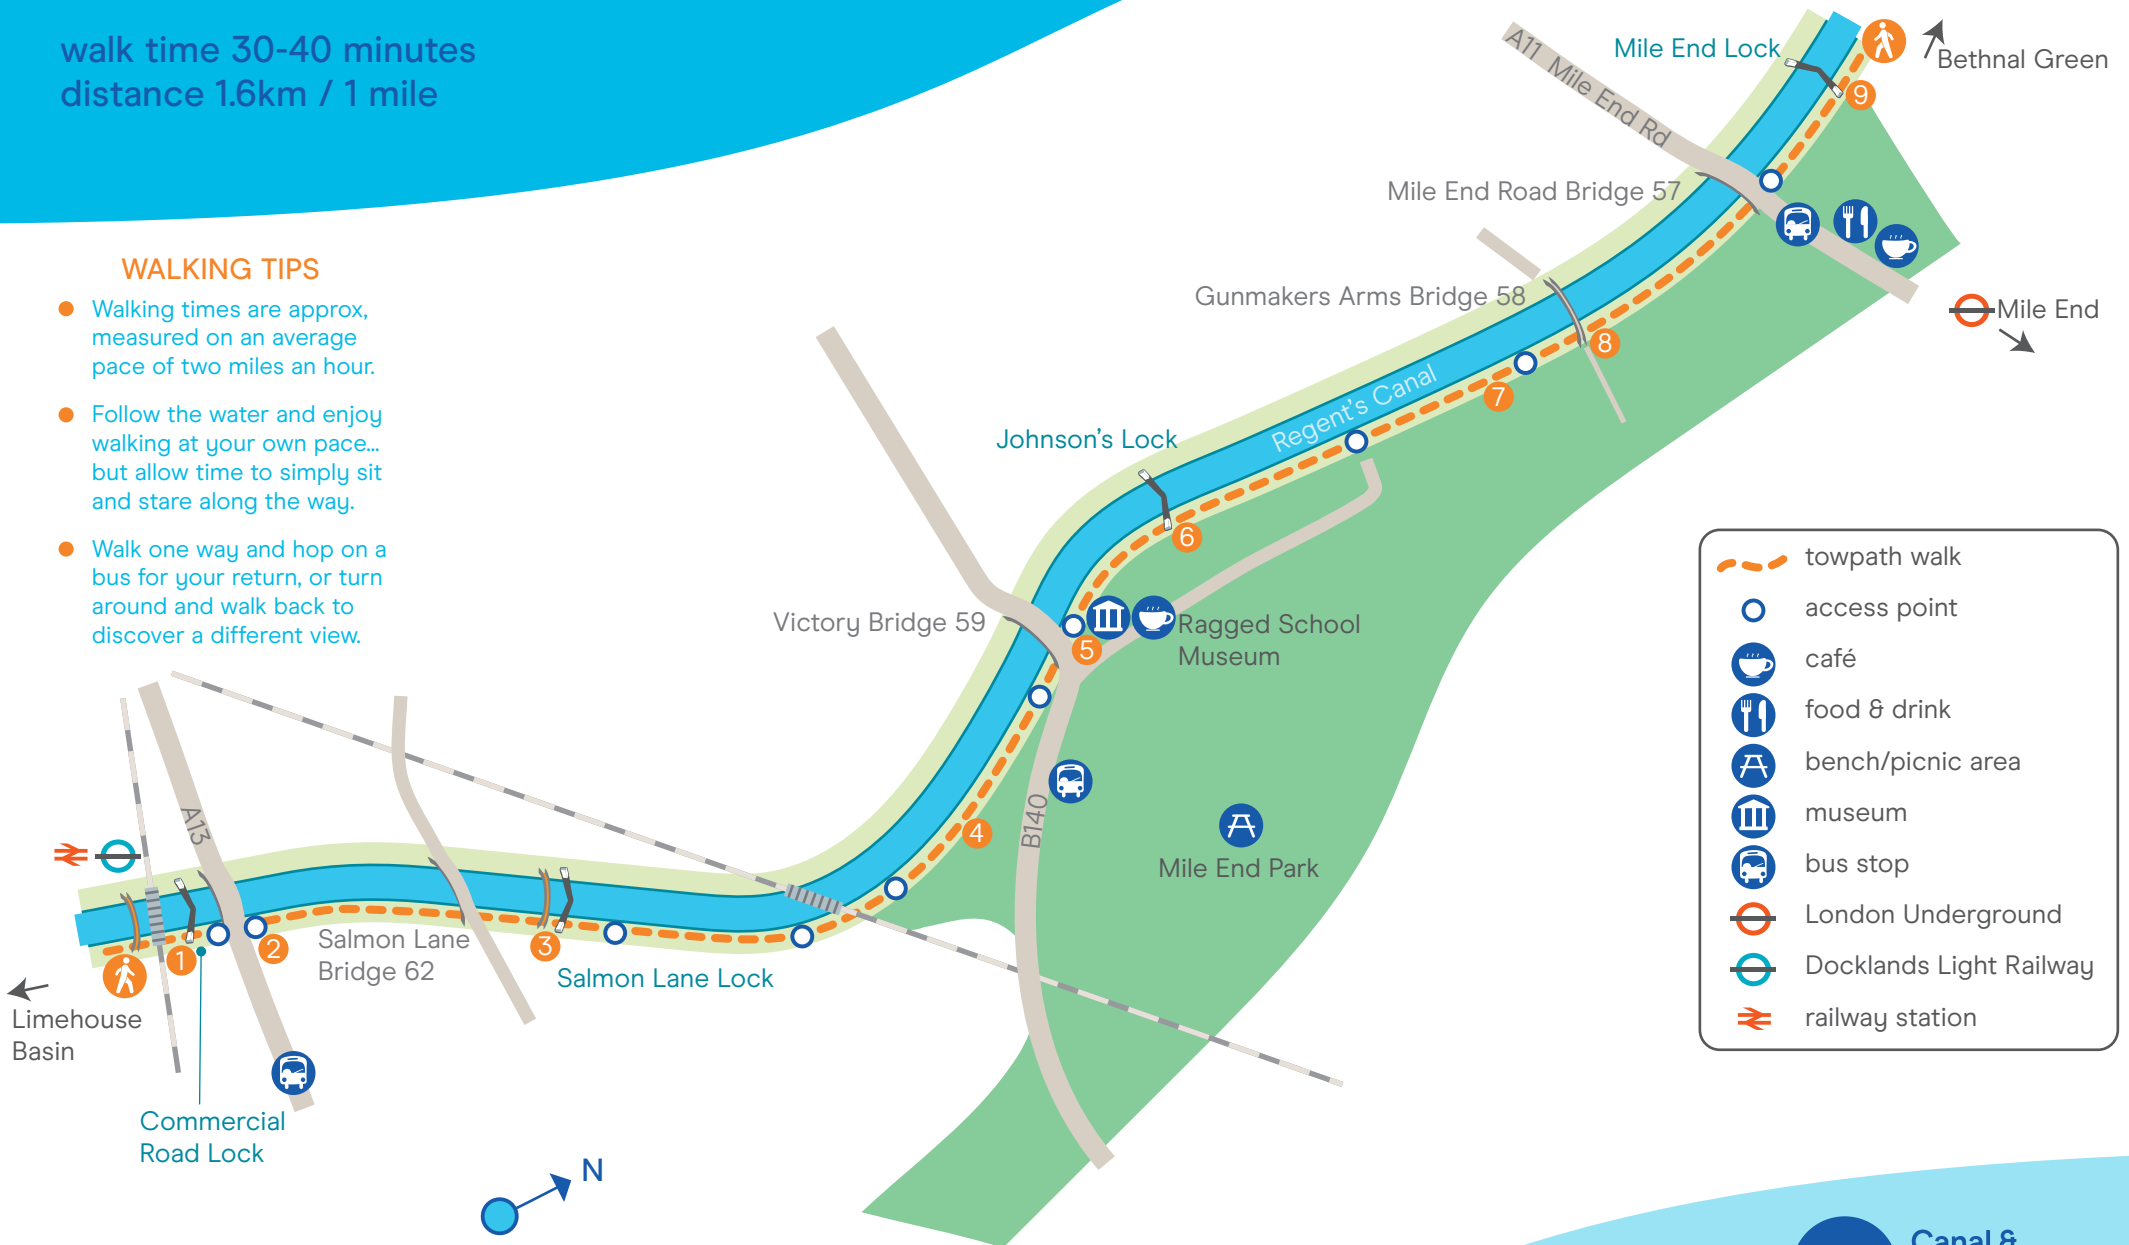 walk time 30-40 minutes
distance 1.6km / 1 mile
WALKING TIPS
Walking times are approx,
measured on an average
pace of two miles an hour.
Follow the water and enjoy
walking at your own pace...
but allow time to simply sit
and stare along the way.
Walk one way and hop on a
bus for your return, or turn
around and walk back to
discover a different view.
A11 Mile End Rd
Mile End Lock
Bethnal Green
9
Mile End Road Bridge 57
Gunmakers Arms Bridge 58
8
Mile End
7
Regent's Canal
Johnson's Lock
6
Victory Bridge 59
5
Ragged School
Museum
4
B140
Mile End Park
A13
1
2
Salmon Lane
Bridge 62
3
Salmon Lane Lock
Limehouse
Basin
Commercial
Road Lock
N
towpath walk
access point
café
food & drink
bench/picnic area
museum
bus stop
London Underground
Docklands Light Railway
railway station
Canal &